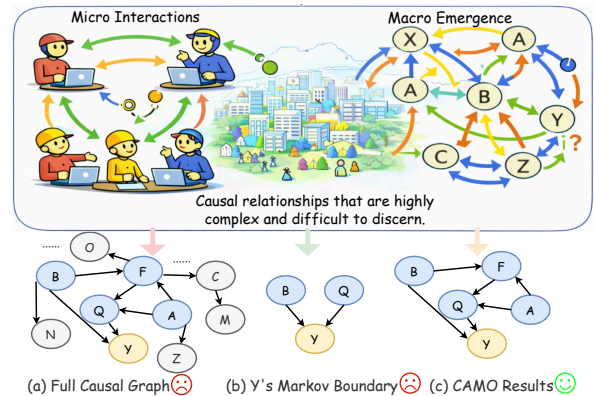 Micro Interactions
Macro Emergence
X
A
A
B
Y
C
Z
i?
Causal relationships that are highly
complex and difficult to discern.
......
O
......
B
F
C
Q
A
M
N
Y
Z
B
Q
Y
B
F
Q
A
Y
(a) Full Causal Graph
(b) Y's Markov Boundary
(c) CAMO Results